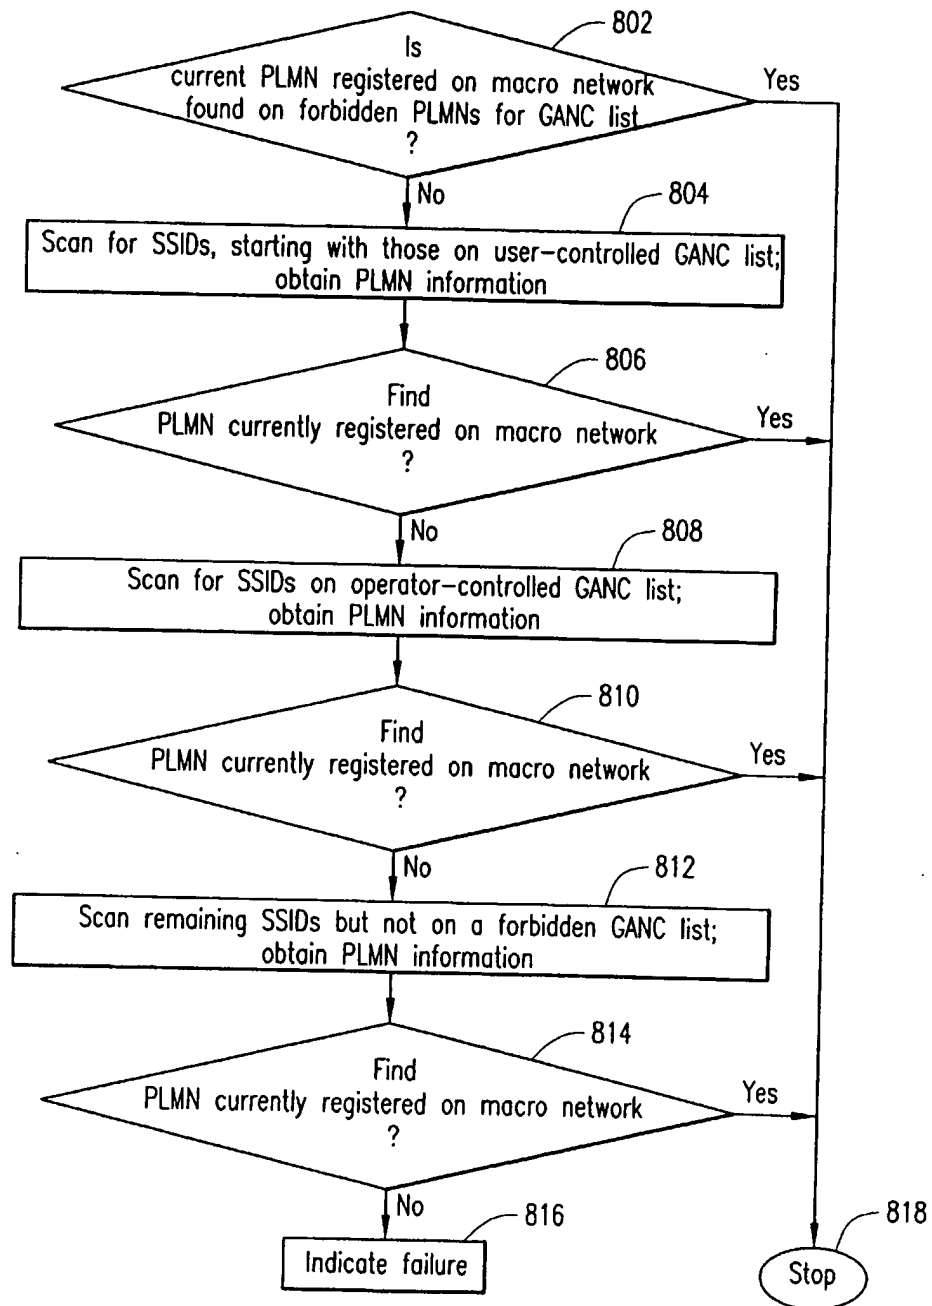 802
Is
current PLMN registered on macro network
found on forbidden PLMNs for GANC list
?
Yes
No
804
Scan for SSIDs, starting with those on user-controlled GANC list;
obtain PLMN information
806
Find
PLMN currently registered on macro network
?
Yes
No
808
Scan for SSIDs on operator-controlled GANC list;
obtain PLMN information
810
Find
PLMN currently registered on macro network
?
Yes
No
812
Scan remaining SSIDs but not on a forbidden GANC list;
obtain PLMN information
814
Find
PLMN currently registered on macro network
?
Yes
No
816
Indicate failure
818
Stop